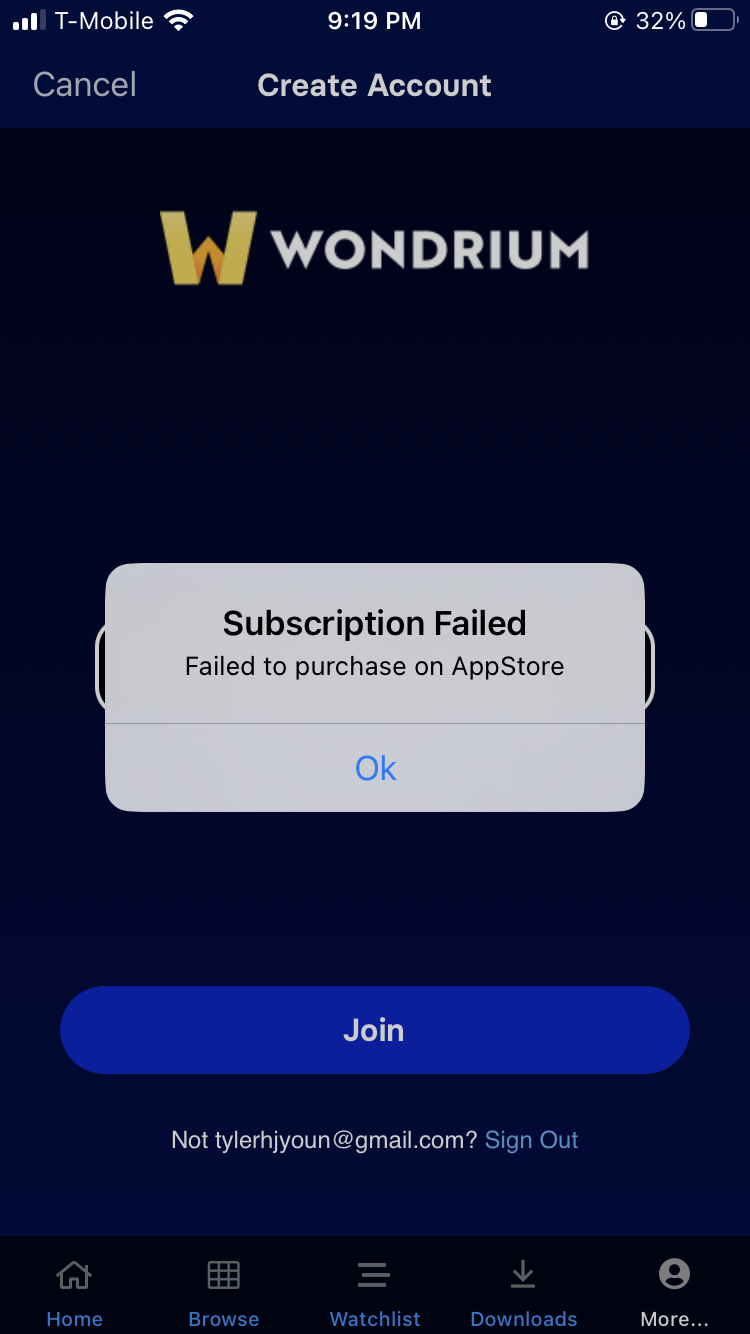 T-Mobile 9:19 PM 32%
Cancel Create Account
WONDRIUM
Subscription Failed
Failed to purchase on AppStore
Ok
Join
Not tylerhjyoun@gmail.com? Sign Out
Home Browse Watchlist Downloads More...